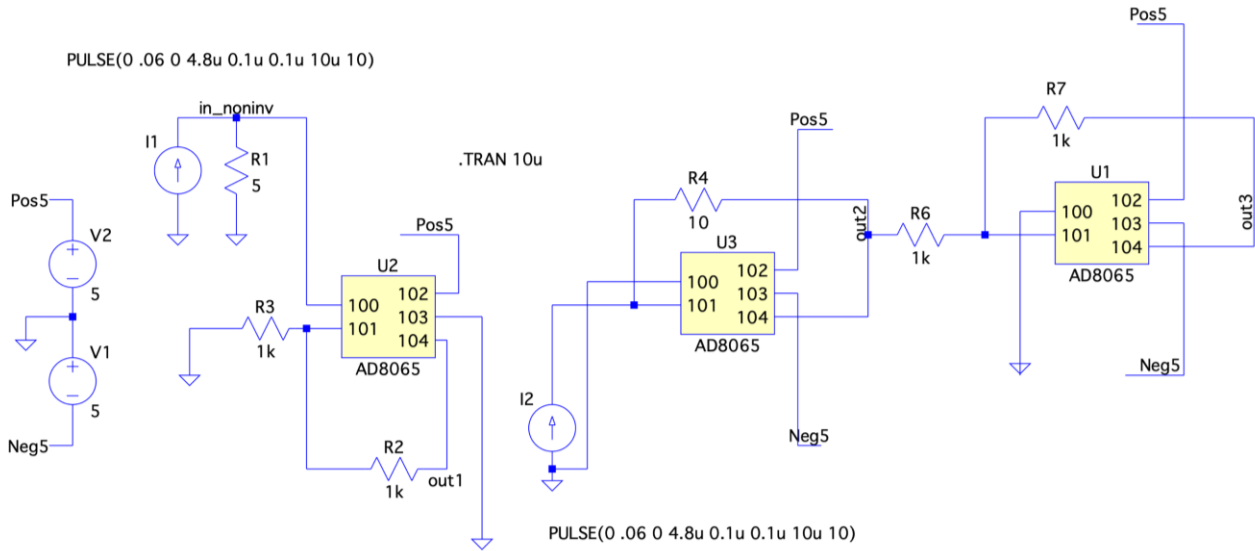 PULSE(0 .06 0 4.8u 0.1u 0.1u 10u 10)
in_noninv
I1
R1
5
.TRAN 10u
Pos5
V2
5
V1
5
Neg5
Pos5
U2
100
101
102
103
104
AD8065
R3
1k
R2
1k
out1
Pos5
R4
10
U3
100
101
102
103
104
AD8065
I2
Neg5
out2
PULSE(0 .06 0 4.8u 0.1u 0.1u 10u 10)
R6
1k
Pos5
R7
1k
U1
100
101
102
103
104
AD8065
out3
Neg5